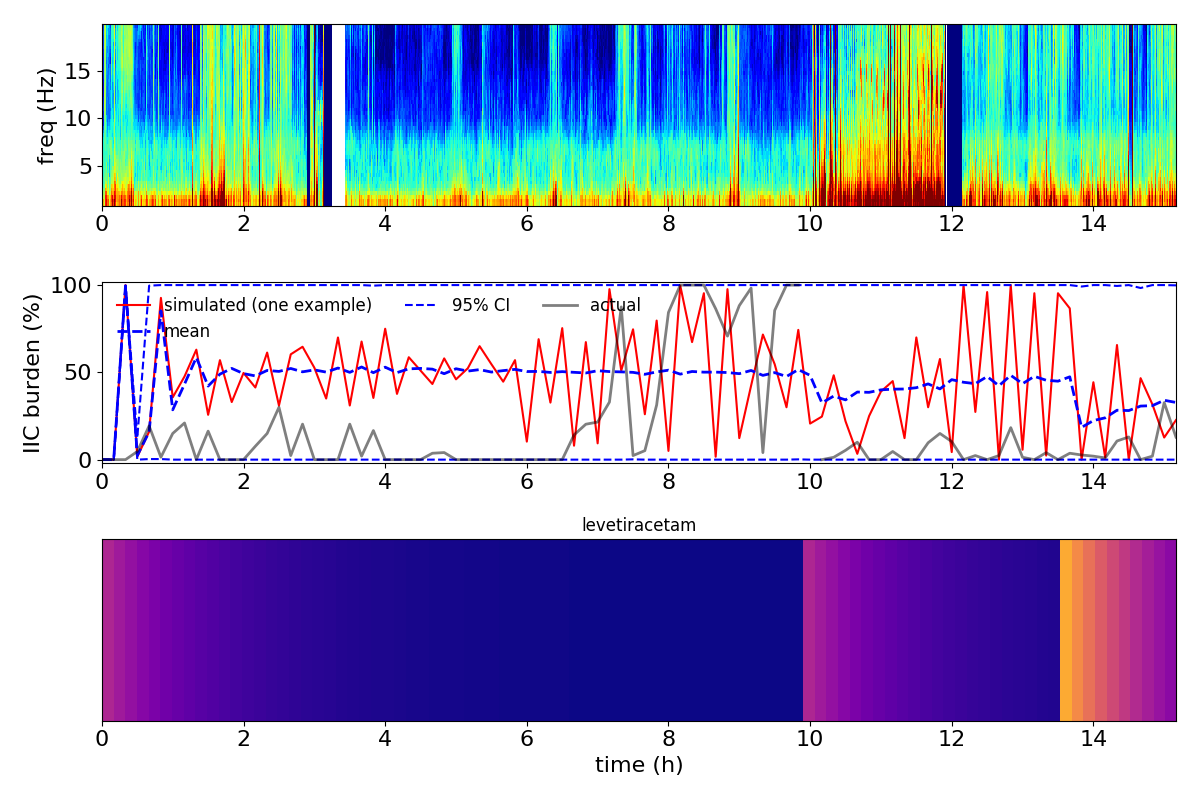 freq (Hz)
15
10
5
0 2 4 6 8 10 12 14
IIC burden (%)
100
50
0
simulated (one example)
mean
95% CI
actual
0 2 4 6 8 10 12 14
levetiracetam
0 2 4 6 8 10 12 14
time (h)